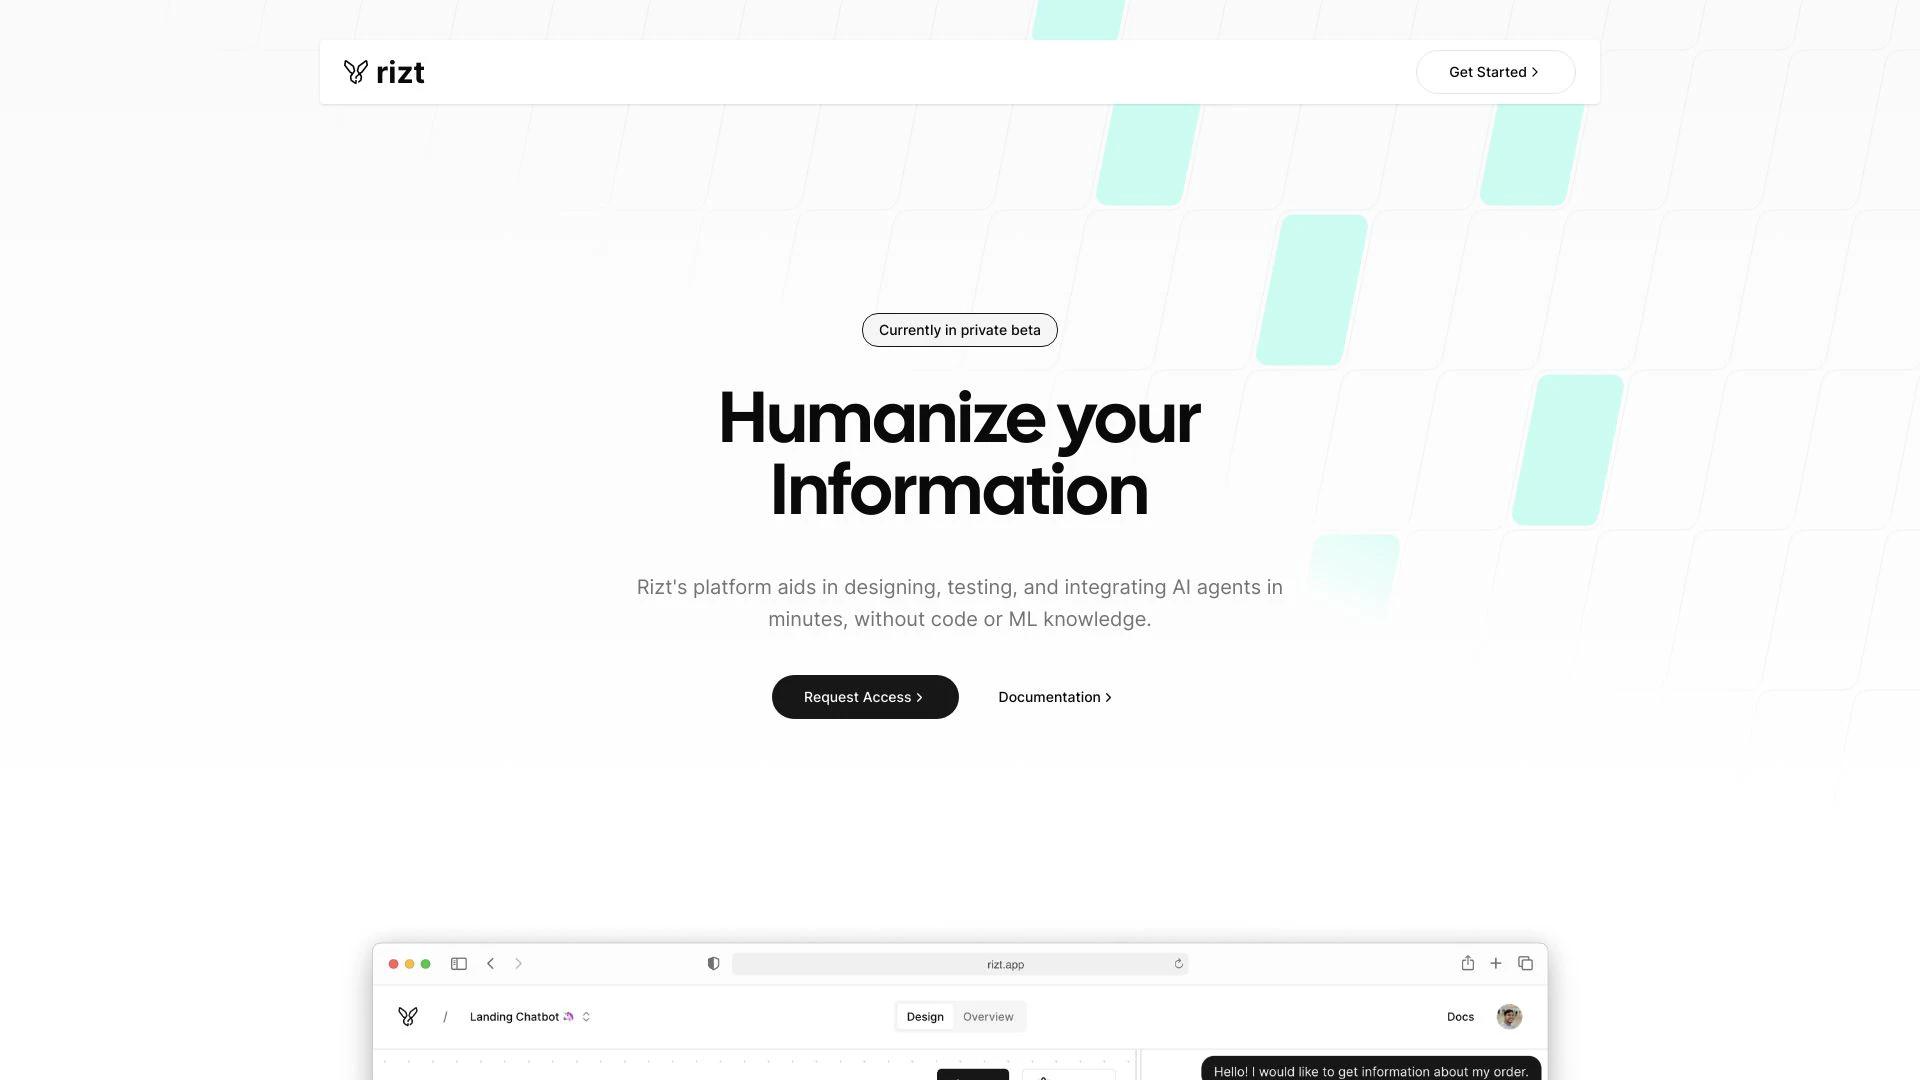 rizt
Get Started
Currently in private beta
Humanize your
Information
Rizt's platform aids in designing, testing, and integrating AI agents in
minutes, without code or ML knowledge.
Request Access
Documentation
rizt.app
/ Landing Chatbot 🦄
Design Overview
Docs
Hello! I would like to get information about my order.